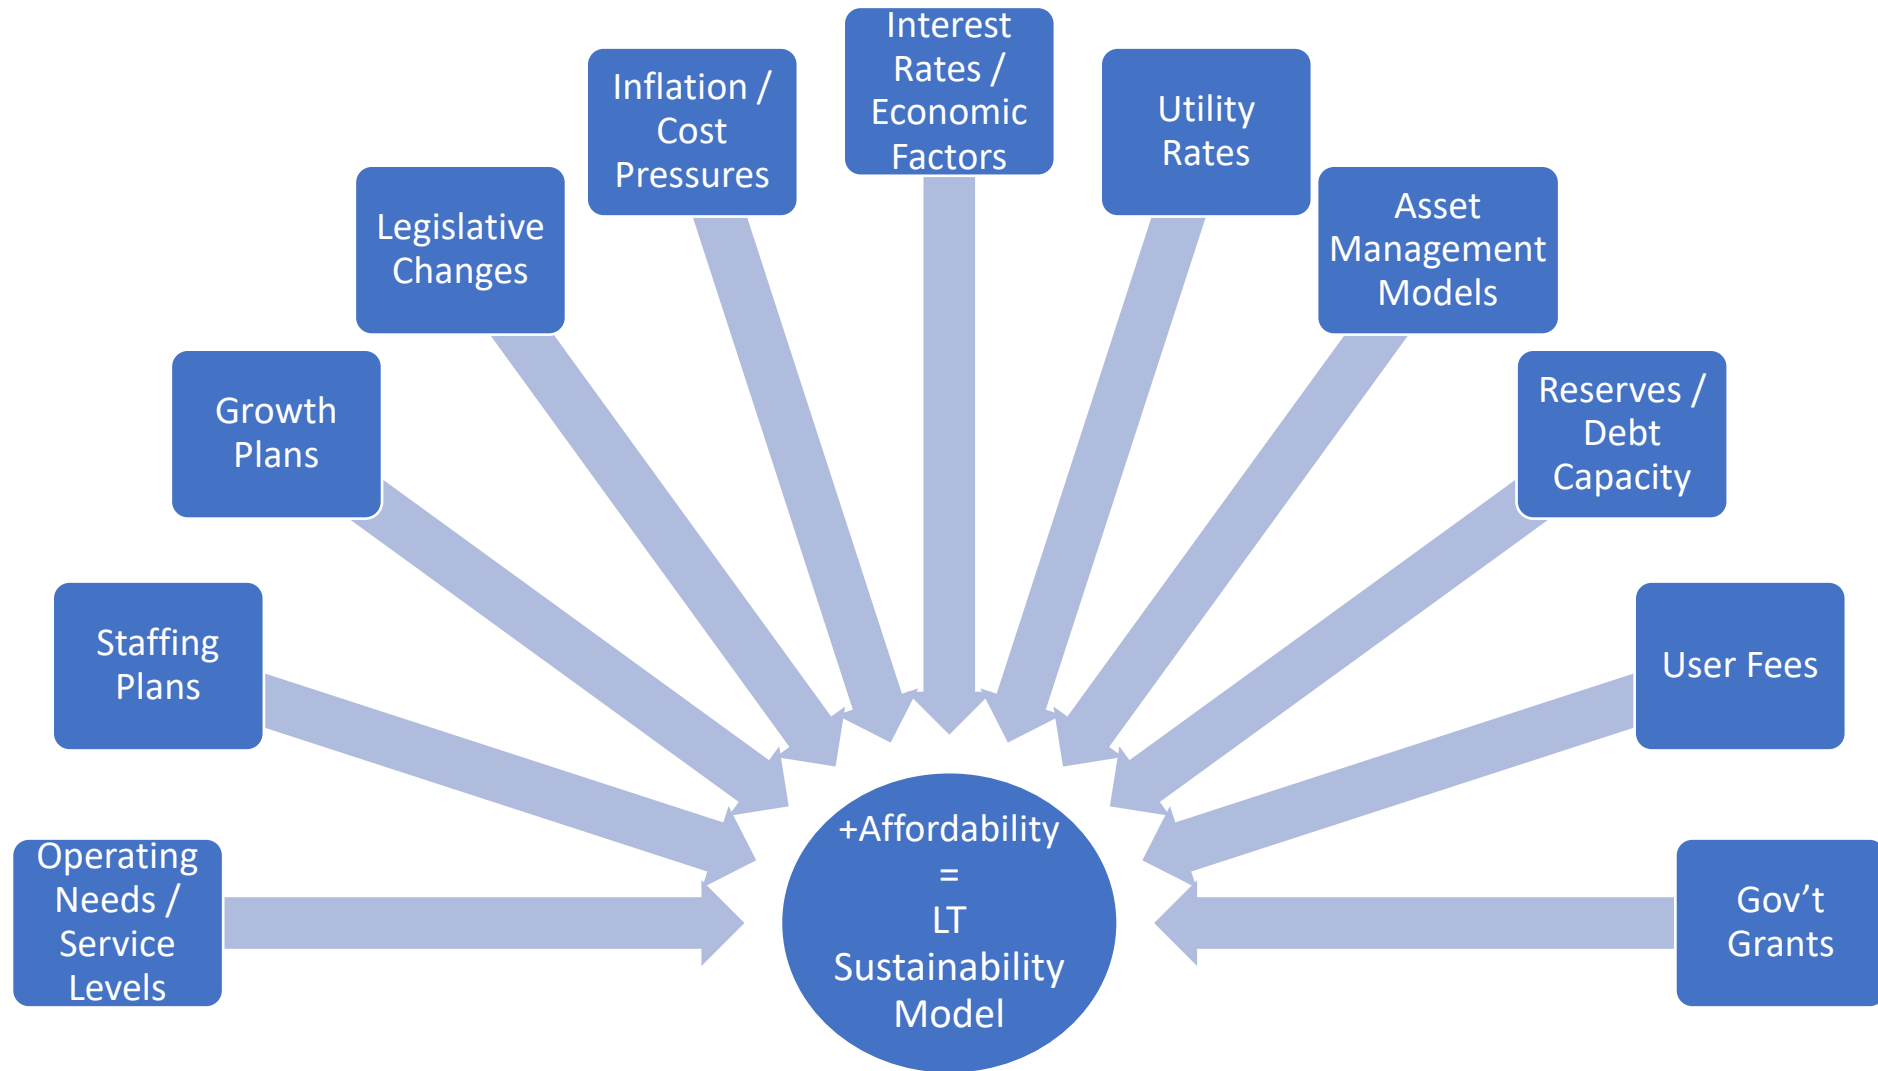 Operating
Needs /
Service
Levels
Staffing
Plans
Growth
Plans
Legislative
Changes
Inflation /
Cost
Pressures
Interest
Rates /
Economic
Factors
Utility
Rates
Asset
Management
Models
Reserves /
Debt
Capacity
User Fees
Gov’t
Grants
+Affordability
=
LT
Sustainability
Model